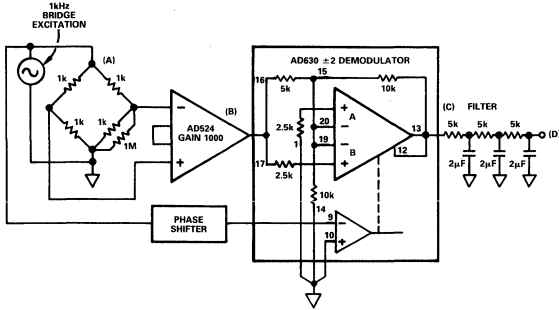 1kHz
BRIDGE
EXCITATION
(A)
1k
1k
1k
1k
1M
−
+
AD524
GAIN 1000
(B)
AD630 ±2 DEMODULATOR
16
5k
15
10k
2.5k
1
20
19
+
−
−
+
A
B
13
12
17
2.5k
10k
14
9
10
−
+
PHASE
SHIFTER
(C)
FILTER
5k
5k
5k
(D)
2μF
2μF
2μF